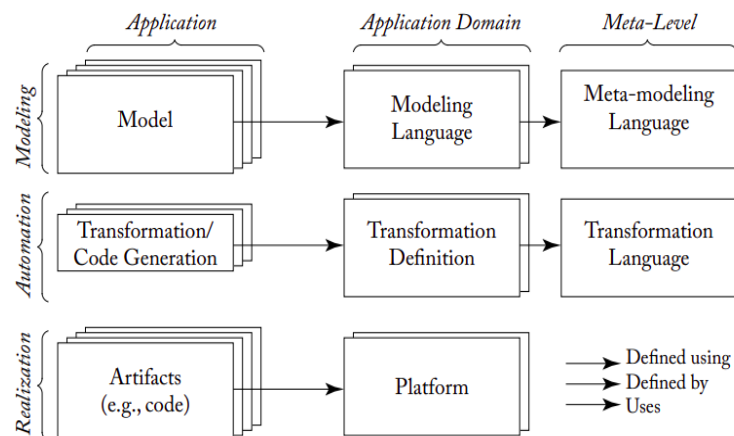 Application
Application Domain
Meta-Level
Modeling
Model
Modeling
Language
Meta-modeling
Language
Automation
Transformation/
Code Generation
Transformation
Definition
Transformation
Language
Realization
Artifacts
(e.g., code)
Platform
Defined using
Defined by
Uses